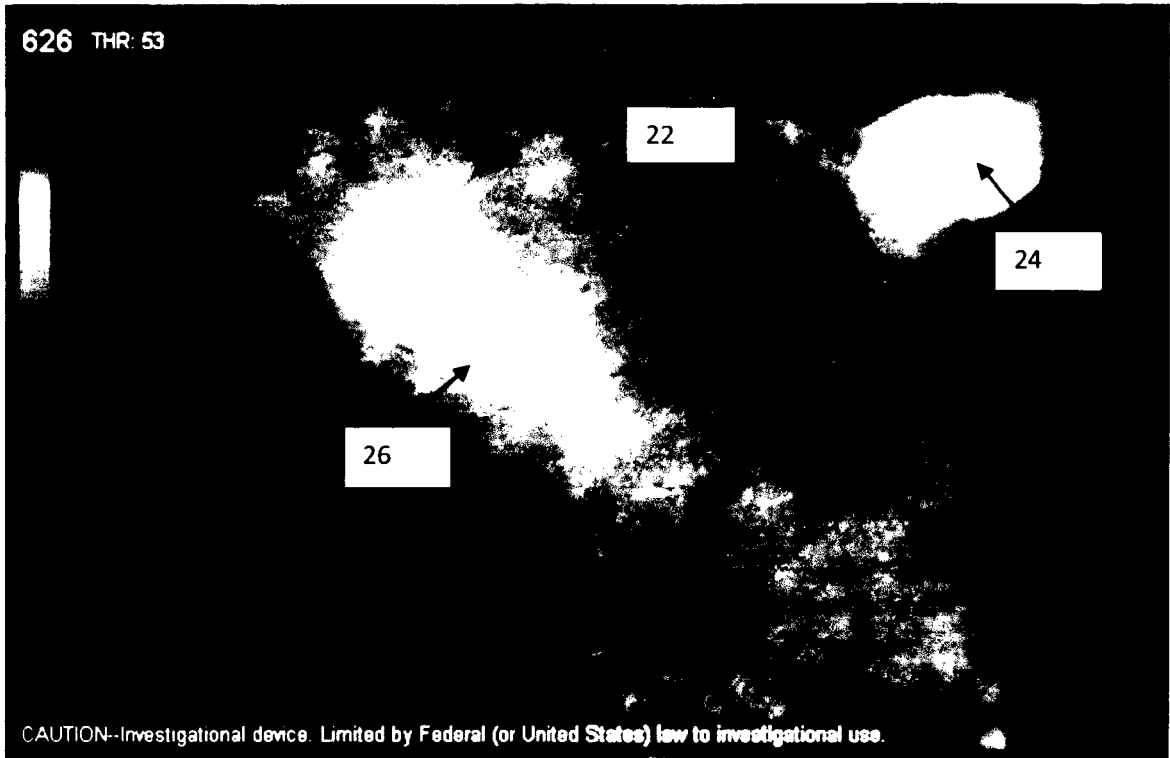 626 THR: 53
22
24
26
CAUTION--Investigational device. Limited by Federal (or United States) law to investigational use.